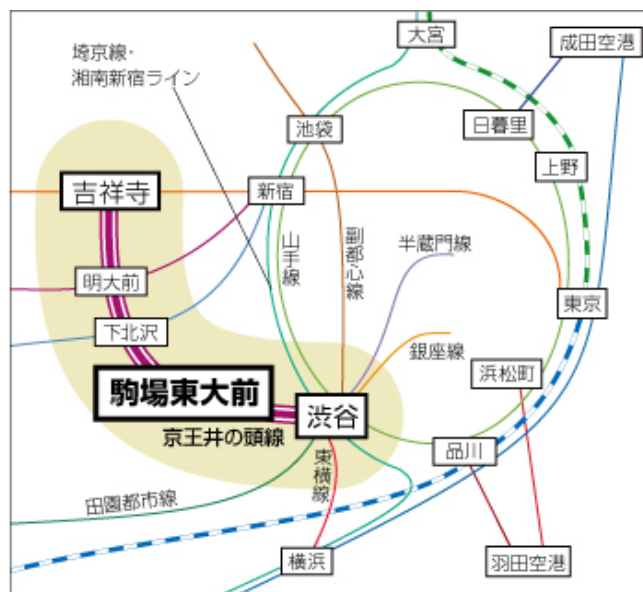 大宮
成田空港
埼京線・
湘南新宿ライン
池袋
日暮里
上野
吉祥寺
新宿
山手線
副都心線
半蔵門線
明大前
東京
下北沢
銀座線
浜松町
駒場東大前
渋谷
京王井の頭線
品川
東横線
田園都市線
横浜
羽田空港